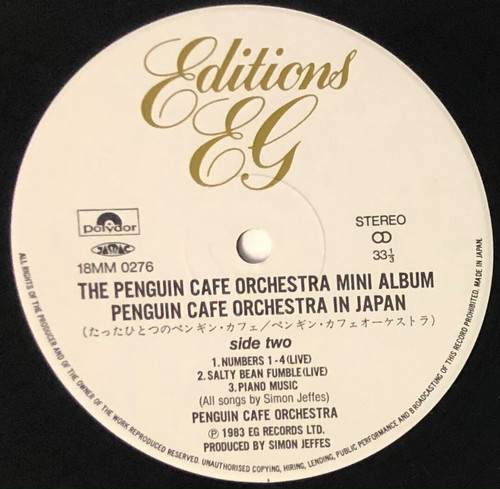 Editions
EG
polydor
JASRAC
18MM 0276
STEREO
33⅓
THE PENGUIN CAFE ORCHESTRA MINI ALBUM
PENGUIN CAFE ORCHESTRA IN JAPAN
(たったひとつのペンギン・カフェ/ペンギン・カフェオーケストラ)
side two
1. NUMBERS 1-4 (LIVE)
2. SALTY BEAN FUMBLE (LIVE)
3. PIANO MUSIC
(All songs by Simon Jeffes)
PENGUIN CAFE ORCHESTRA
℗ 1983 EG RECORDS LTD.
PRODUCED BY SIMON JEFFES
ALL RIGHTS OF THE PRODUCER AND OF THE OWNER OF THE WORK REPRODUCED RESERVED. UNAUTHORISED COPYING, HIRING, LENDING, PUBLIC PERFORMANCE AND BROADCASTING OF THIS RECORD PROHIBITED. MADE IN JAPAN.